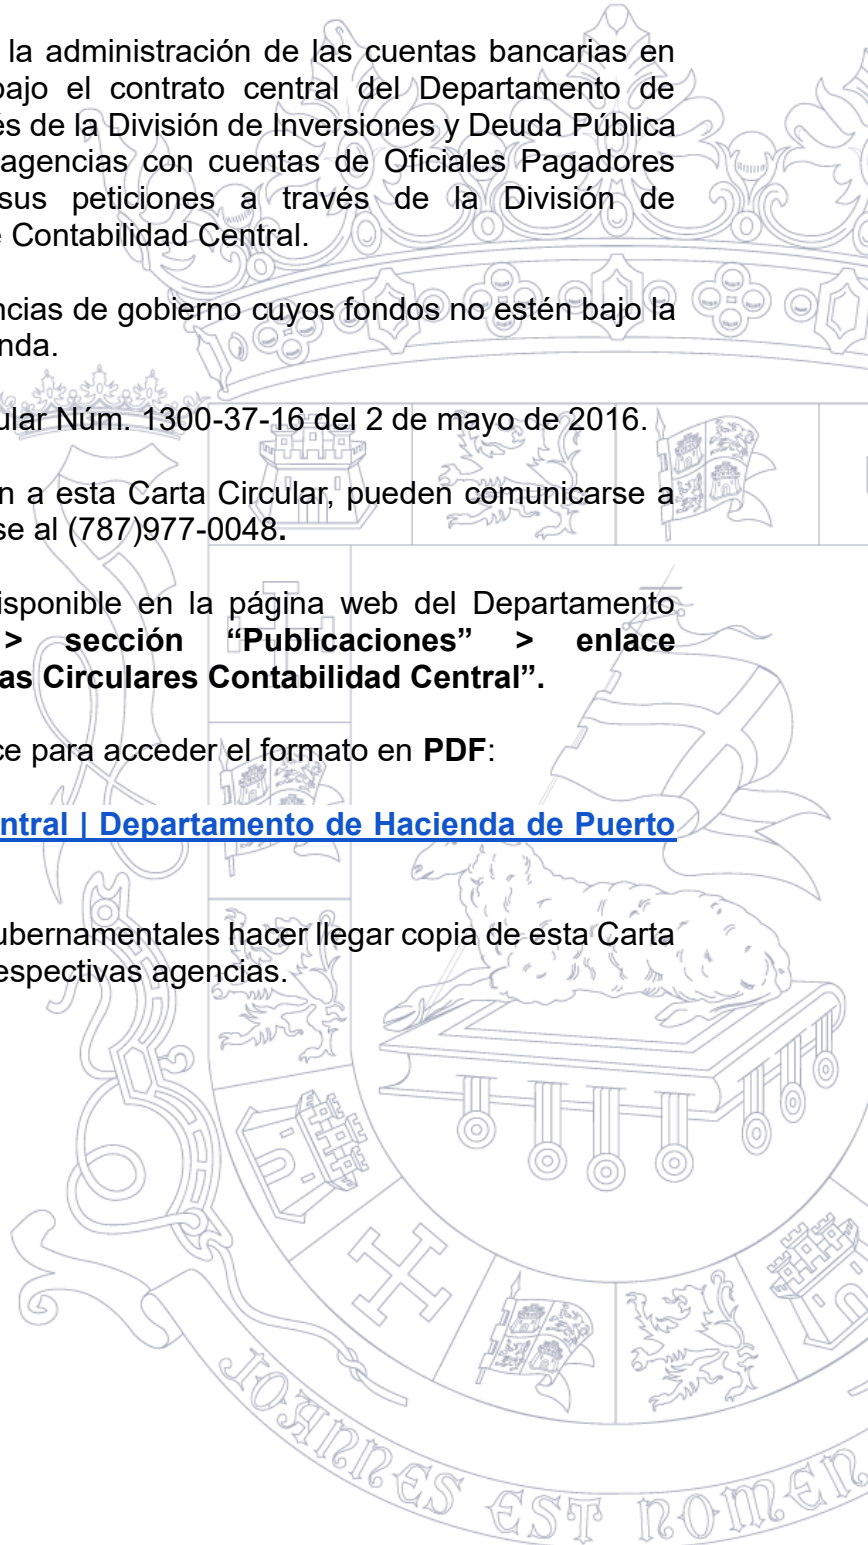 la administración de las cuentas bancarias en
bajo el contrato central del Departamento de
és de la División de Inversiones y Deuda Pública
agencias con cuentas de Oficiales Pagadores
sus peticiones a través de la División de
e Contabilidad Central.
ncias de gobierno cuyos fondos no estén bajo la
nda.
ular Núm. 1300-37-16 del 2 de mayo de 2016.
n a esta Carta Circular, pueden comunicarse a
se al (787)977-0048.
isponible en la página web del Departamento
> sección “Publicaciones” > enlace
as Circulares Contabilidad Central”.
ce para acceder el formato en PDF:
ntral | Departamento de Hacienda de Puerto
ubernamentales hacer llegar copia de esta Carta
espectivas agencias.
JOANNES EST NOMEN